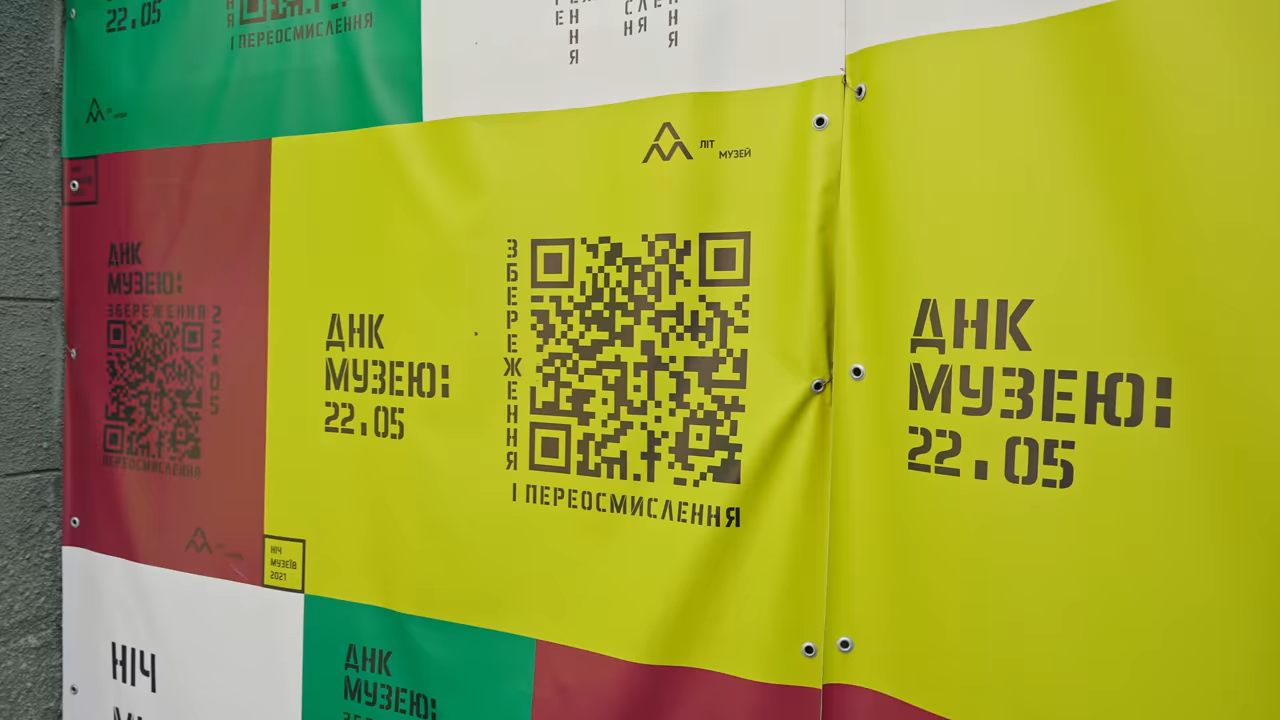 22.05
І ПЕРЕОСМИСЛЕННЯ
ЛІТ
МУЗЕЙ
ДНК
МУЗЕЮ:
ЗБЕРЕЖЕННЯ
22.05
ПЕРЕОСМИСЛЕННЯ
ДНК
МУЗЕЮ:
22.05
ЗБЕРЕЖЕННЯ
І ПЕРЕОСМИСЛЕННЯ
ДНК
МУЗЕЮ:
22.05
НІЧ
МУЗЕЇВ
2021
НІЧ
ДНК
МУЗЕЮ: